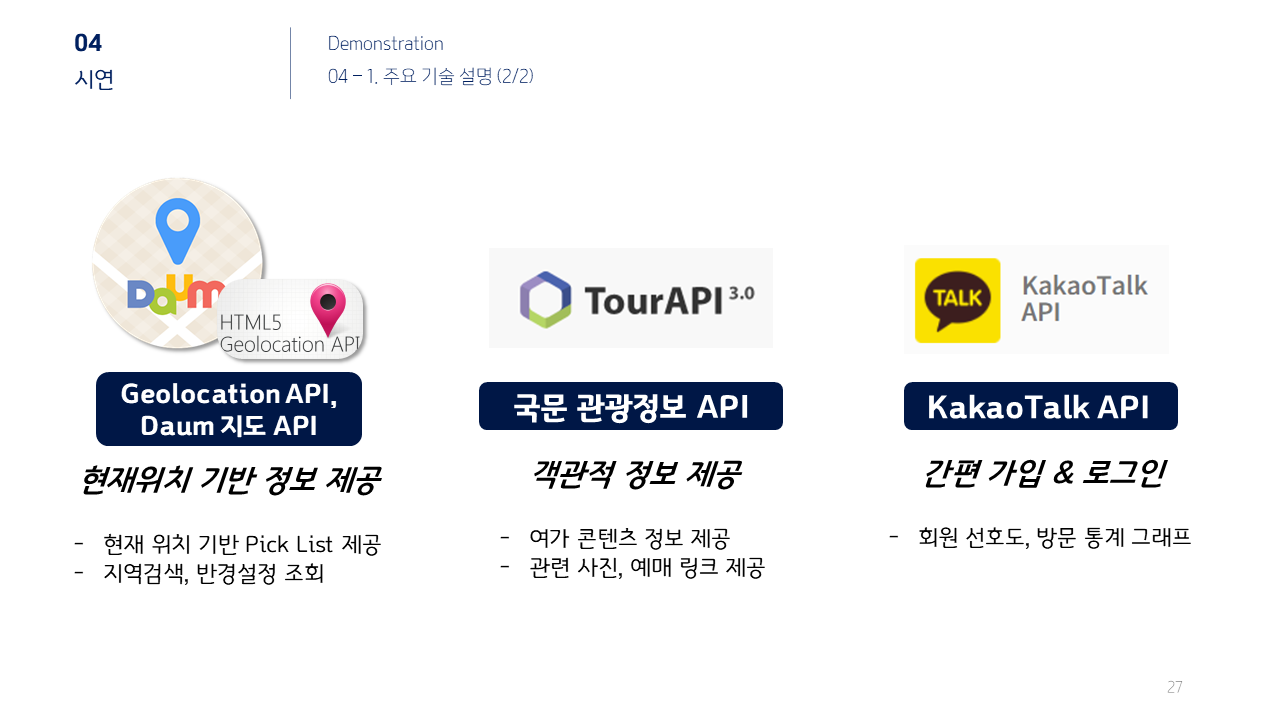 04
시연
Demonstration
04 – 1. 주요 기술 설명 (2/2)
Daum
HTML5
Geolocation API
Geolocation API,
Daum 지도 API
현재위치 기반 정보 제공
- 현재 위치 기반 Pick List 제공
- 지역검색, 반경설정 조회
TourAPI 3.0
국문 관광정보 API
객관적 정보 제공
- 여가 콘텐츠 정보 제공
- 관련 사진, 예매 링크 제공
TALK
KakaoTalk
API
KakaoTalk API
간편 가입 & 로그인
- 회원 선호도, 방문 통계 그래프
27